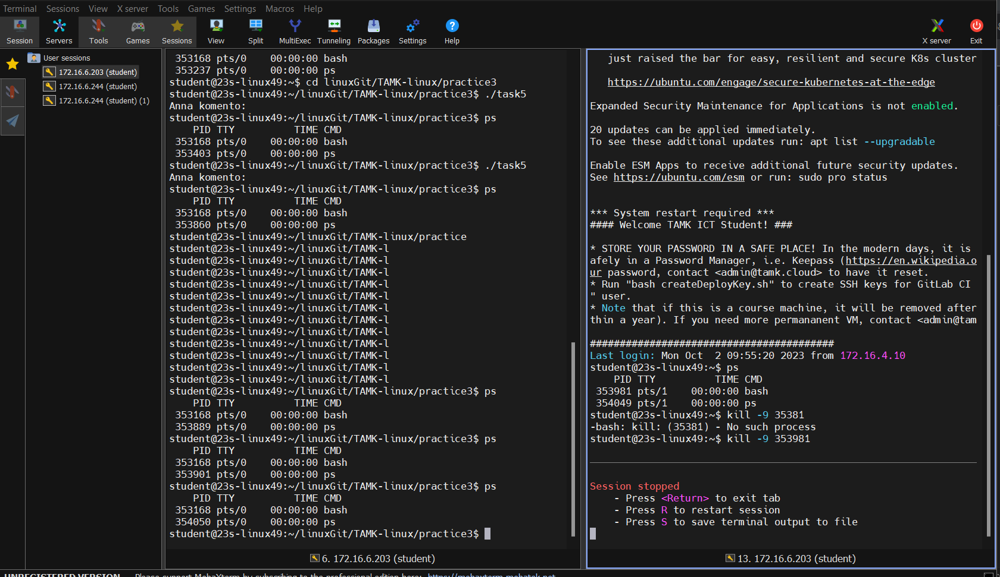 Terminal Sessions View X server Tools Games Settings Macros Help
Session Servers Tools Games Sessions View Split MultiExec Tunneling Packages Settings Help X server Exit
User sessions
172.16.6.203 (student)
172.16.6.244 (student)
172.16.6.244 (student) (1)
353168 pts/0    00:00:00 bash
353237 pts/0    00:00:00 ps
student@23s-linux49:~$ cd linuxGit/TAMK-linux/practice3
student@23s-linux49:~/linuxGit/TAMK-linux/practice3$ ./task5
Anna komento:
student@23s-linux49:~/linuxGit/TAMK-linux/practice3$ ps
PID TTY          TIME CMD
353168 pts/0    00:00:00 bash
353403 pts/0    00:00:00 ps
student@23s-linux49:~/linuxGit/TAMK-linux/practice3$ ./task5
Anna komento:
student@23s-linux49:~/linuxGit/TAMK-linux/practice3$ ps
PID TTY          TIME CMD
353168 pts/0    00:00:00 bash
353860 pts/0    00:00:00 ps
student@23s-linux49:~/linuxGit/TAMK-linux/practice
student@23s-linux49:~/linuxGit/TAMK-l
student@23s-linux49:~/linuxGit/TAMK-l
student@23s-linux49:~/linuxGit/TAMK-l
student@23s-linux49:~/linuxGit/TAMK-l
student@23s-linux49:~/linuxGit/TAMK-l
student@23s-linux49:~/linuxGit/TAMK-l
student@23s-linux49:~/linuxGit/TAMK-l
student@23s-linux49:~/linuxGit/TAMK-l
student@23s-linux49:~/linuxGit/TAMK-l
student@23s-linux49:~/linuxGit/TAMK-l
student@23s-linux49:~/linuxGit/TAMK-l
student@23s-linux49:~/linuxGit/TAMK-l
student@23s-linux49:~/linuxGit/TAMK-linux/practice3$ ps
PID TTY          TIME CMD
353168 pts/0    00:00:00 bash
353889 pts/0    00:00:00 ps
student@23s-linux49:~/linuxGit/TAMK-linux/practice3$ ps
PID TTY          TIME CMD
353168 pts/0    00:00:00 bash
353901 pts/0    00:00:00 ps
student@23s-linux49:~/linuxGit/TAMK-linux/practice3$ ps
PID TTY          TIME CMD
353168 pts/0    00:00:00 bash
354050 pts/0    00:00:00 ps
student@23s-linux49:~/linuxGit/TAMK-linux/practice3$
6. 172.16.6.203 (student)
just raised the bar for easy, resilient and secure K8s cluster
https://ubuntu.com/engage/secure-kubernetes-at-the-edge
Expanded Security Maintenance for Applications is not enabled.
20 updates can be applied immediately.
To see these additional updates run: apt list --upgradable
Enable ESM Apps to receive additional future security updates.
See https://ubuntu.com/esm or run: sudo pro status
*** System restart required ***
#### Welcome TAMK ICT Student! ###
* STORE YOUR PASSWORD IN A SAFE PLACE! In the modern days, it is
afely in a Password Manager, i.e. Keepass (https://en.wikipedia.o
ur password, contact <admin@tamk.cloud> to have it reset.
* Run "bash createDeployKey.sh" to create SSH keys for GitLab CI
" user.
* Note that if this is a course machine, it will be removed after
thin a year). If you need more permananent VM, contact <admin@tam
#########################################
Last login: Mon Oct  2 09:55:20 2023 from 172.16.4.10
student@23s-linux49:~$ ps
PID TTY          TIME CMD
353981 pts/1    00:00:00 bash
354049 pts/1    00:00:00 ps
student@23s-linux49:~$ kill -9 35381
-bash: kill: (35381) - No such process
student@23s-linux49:~$ kill -9 353981
Session stopped
- Press <Return> to exit tab
- Press R to restart session
- Press S to save terminal output to file
13. 172.16.6.203 (student)
UNREGISTERED VERSION - Please support MobaXterm by subscribing to the professional edition here: https://mobaxterm.mobatek.net